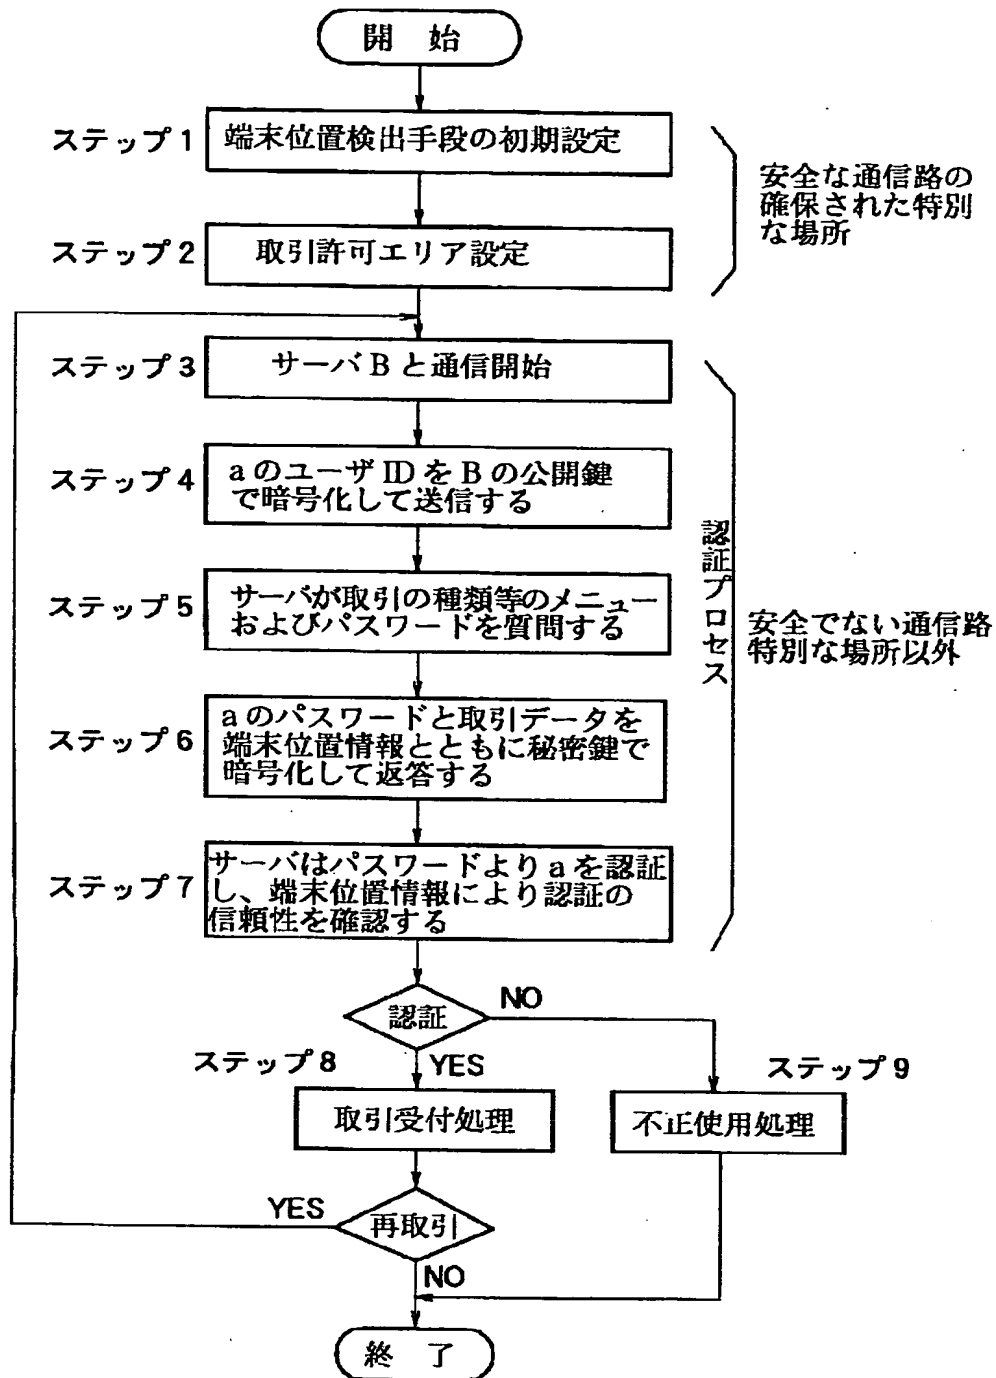 開 始
ステップ 1
端末位置検出手段の初期設定
ステップ 2
取引許可エリア設定
安全な通信路の
確保された特別
な場所
ステップ 3
サーバ B と通信開始
ステップ 4
a のユーザ ID を B の公開鍵
で暗号化して送信する
ステップ 5
サーバが取引の種類等のメニュー
およびパスワードを質問する
ステップ 6
a のパスワードと取引データを
端末位置情報とともに秘密鍵で
暗号化して返答する
ステップ 7
サーバはパスワードより a を認証
し、端末位置情報により認証の
信頼性を確認する
認証プロセス
安全でない通信路
特別な場所以外
認証
NO
YES
ステップ 8
取引受付処理
ステップ 9
不正使用処理
再取引
YES
NO
終 了